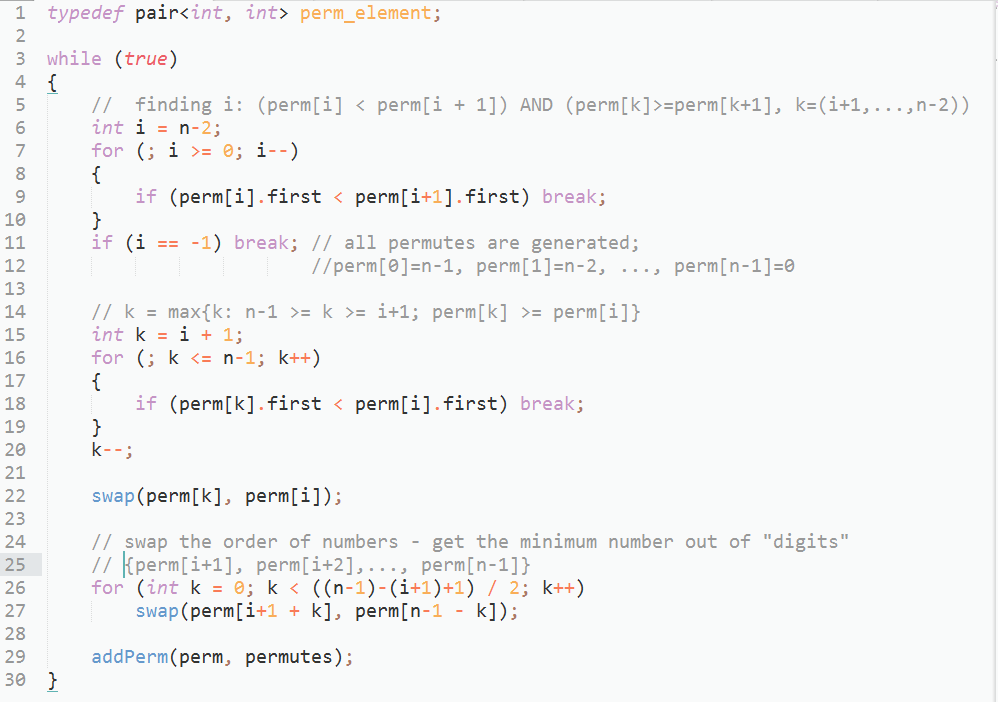 1 typedef pair<int, int> perm_element;
2
3 while (true)
4 {
5     //  finding i: (perm[i] < perm[i + 1]) AND (perm[k]>=perm[k+1], k=(i+1,...,n-2))
6     int i = n-2;
7     for (; i >= 0; i--)
8     {
9         if (perm[i].first < perm[i+1].first) break;
10     }
11     if (i == -1) break; // all permutes are generated;
12                         //perm[0]=n-1, perm[1]=n-2, ..., perm[n-1]=0
13
14     // k = max{k: n-1 >= k >= i+1; perm[k] >= perm[i]}
15     int k = i + 1;
16     for (; k <= n-1; k++)
17     {
18         if (perm[k].first < perm[i].first) break;
19     }
20     k--;
21
22     swap(perm[k], perm[i]);
23
24     // swap the order of numbers - get the minimum number out of "digits"
25     // {perm[i+1], perm[i+2],..., perm[n-1]}
26     for (int k = 0; k < ((n-1)-(i+1)+1) / 2; k++)
27         swap(perm[i+1 + k], perm[n-1 - k]);
28
29     addPerm(perm, permutes);
30 }